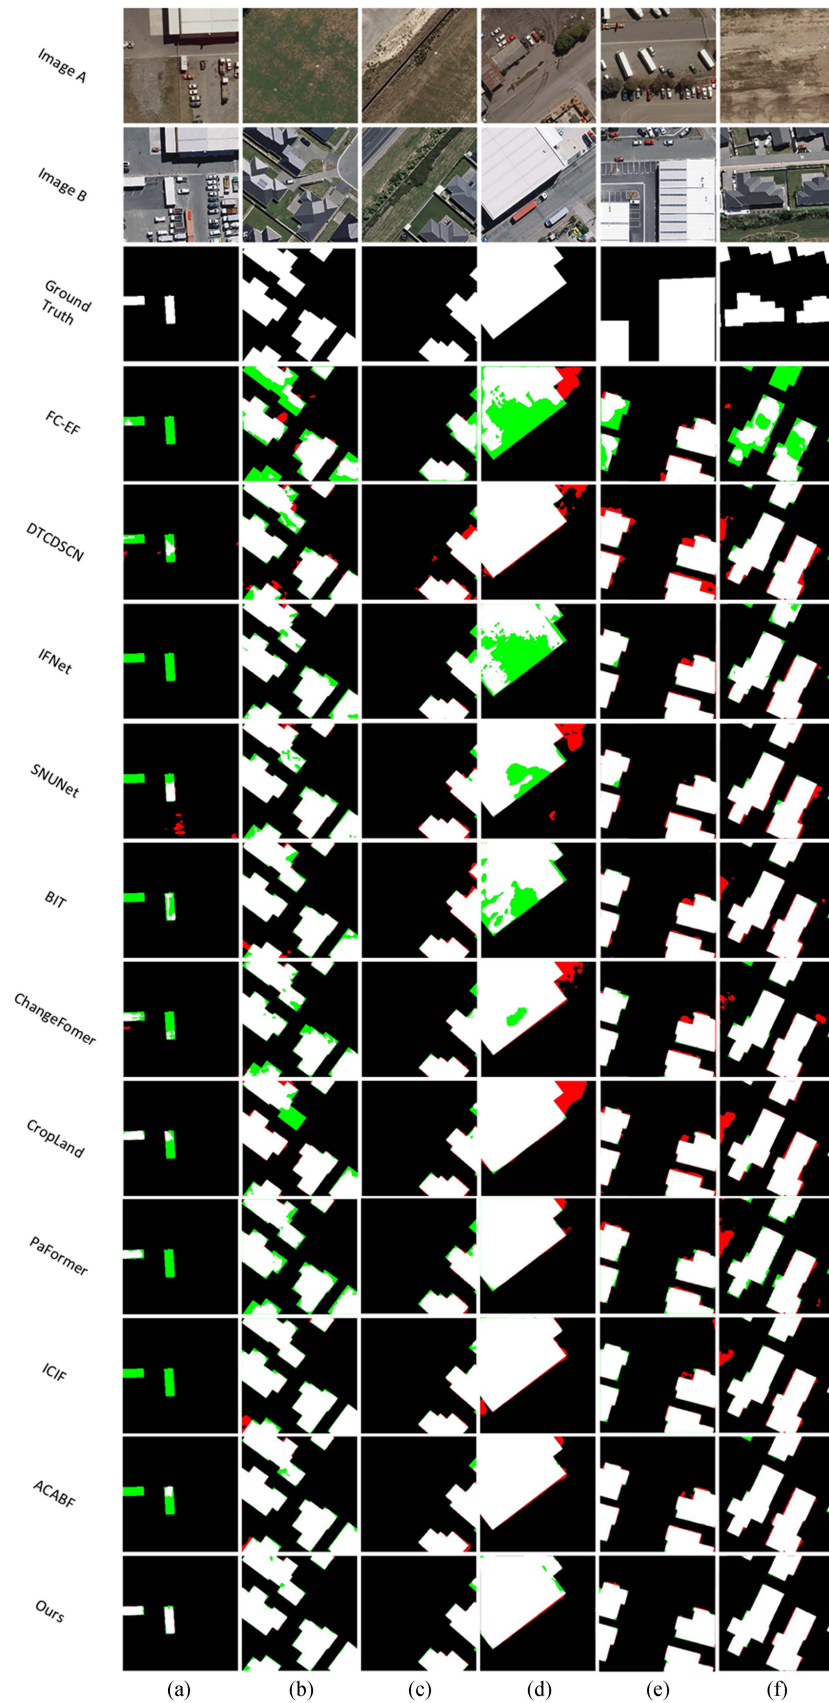 Image A
Image B
Ground
Truth
FC-EF
DTCDSCN
IFNet
SNUNet
BIT
ChangeFomer
CropLand
PaFormer
ICIF
ACABF
Ours
(a) (b) (c) (d) (e) (f)